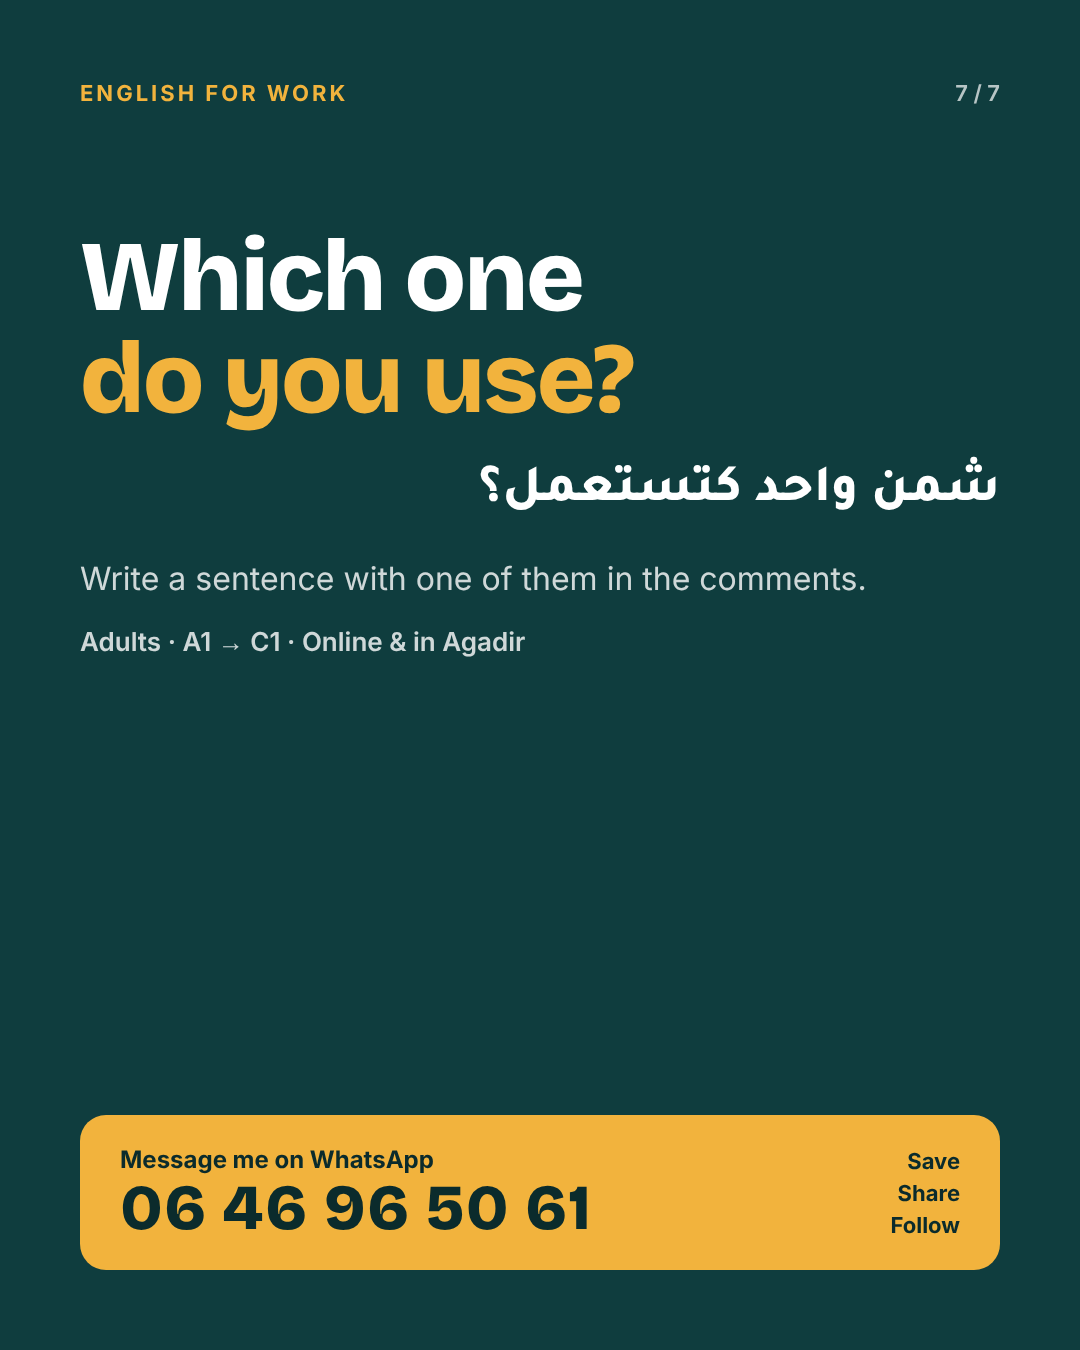 ENGLISH FOR WORK
7 / 7
Which one
do you use?
شمن واحد كتستعمل؟
Write a sentence with one of them in the comments.
Adults · A1 → C1 · Online & in Agadir
Message me on WhatsApp
06 46 96 50 61
Save
Share
Follow